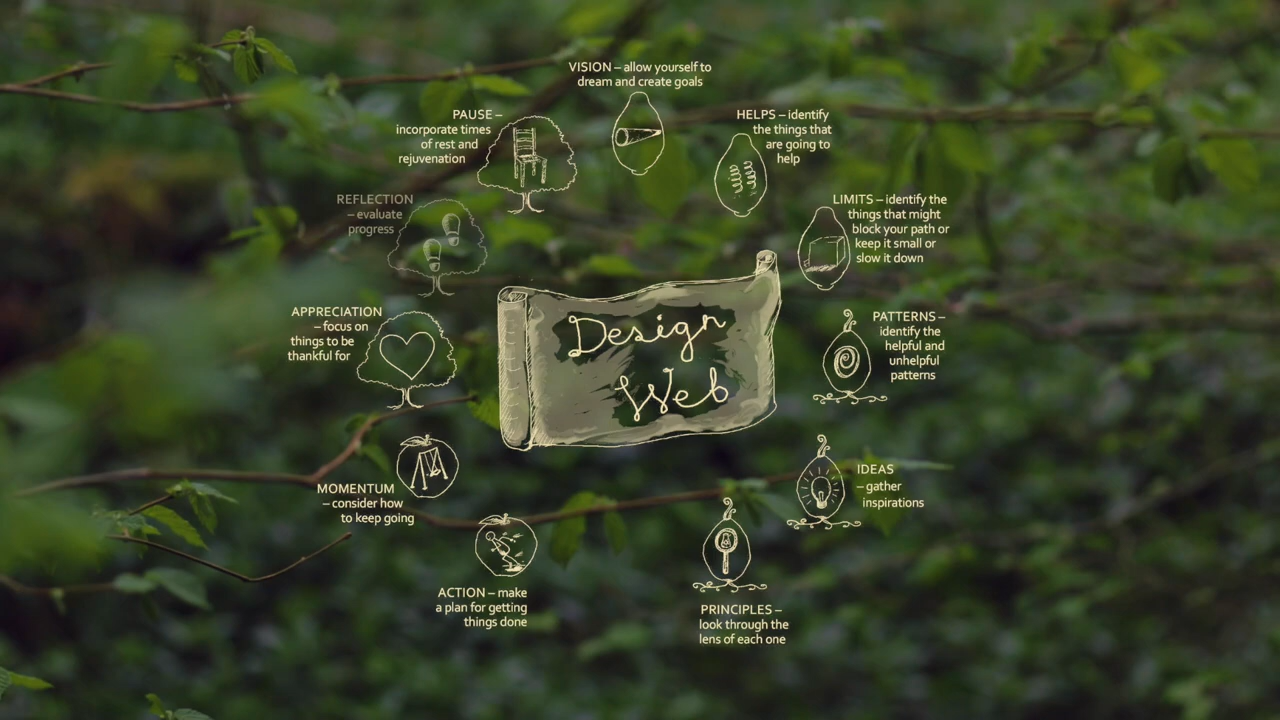 VISION – allow yourself to
dream and create goals
HELPS – identify
the things that
are going to
help
LIMITS – identify the
things that might
block your path or
keep it small or
slow it down
PATTERNS –
identify the
helpful and
unhelpful
patterns
IDEAS
– gather
inspirations
PRINCIPLES –
look through the
lens of each one
ACTION – make
a plan for getting
things done
MOMENTUM
– consider how
to keep going
APPRECIATION
– focus on
things to be
thankful for
REFLECTION
– evaluate
progress
PAUSE –
incorporate times
of rest and
rejuvenation
Design
Web